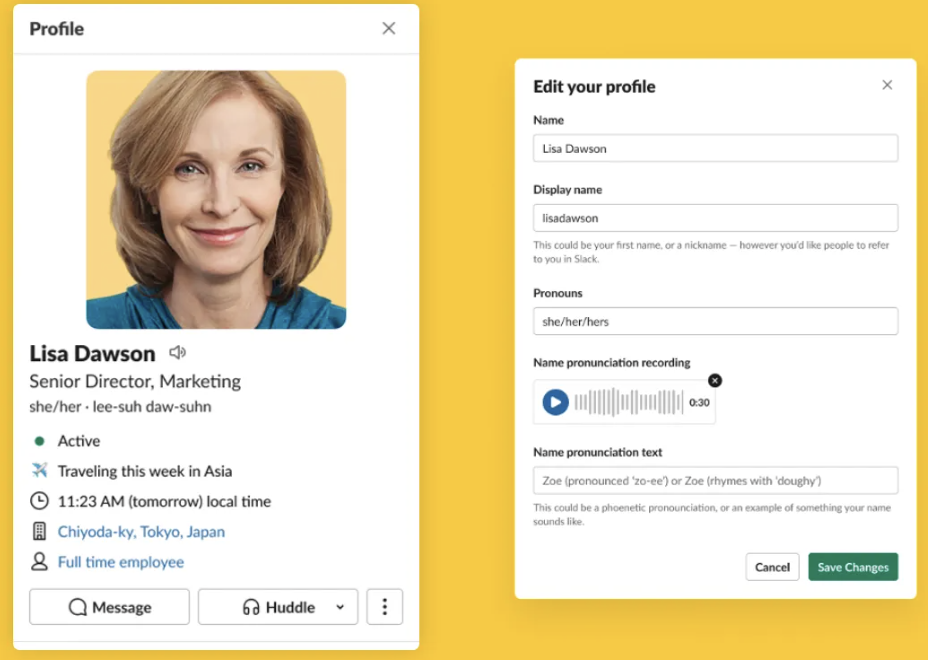 Profile
Lisa Dawson
Senior Director, Marketing
she/her · lee-suh daw-suhn
Active
Traveling this week in Asia
11:23 AM (tomorrow) local time
Chiyoda-ky, Tokyo, Japan
Full time employee
Message
Huddle
Edit your profile
Name
Lisa Dawson
Display name
lisadawson
This could be your first name, or a nickname — however you'd like people to refer
to you in Slack.
Pronouns
she/her/hers
Name pronunciation recording
0:30
Name pronunciation text
Zoe (pronounced 'zo-ee') or Zoe (rhymes with 'doughy')
This could be a phoenetic pronounciation, or an example of something your name
sounds like.
Cancel
Save Changes